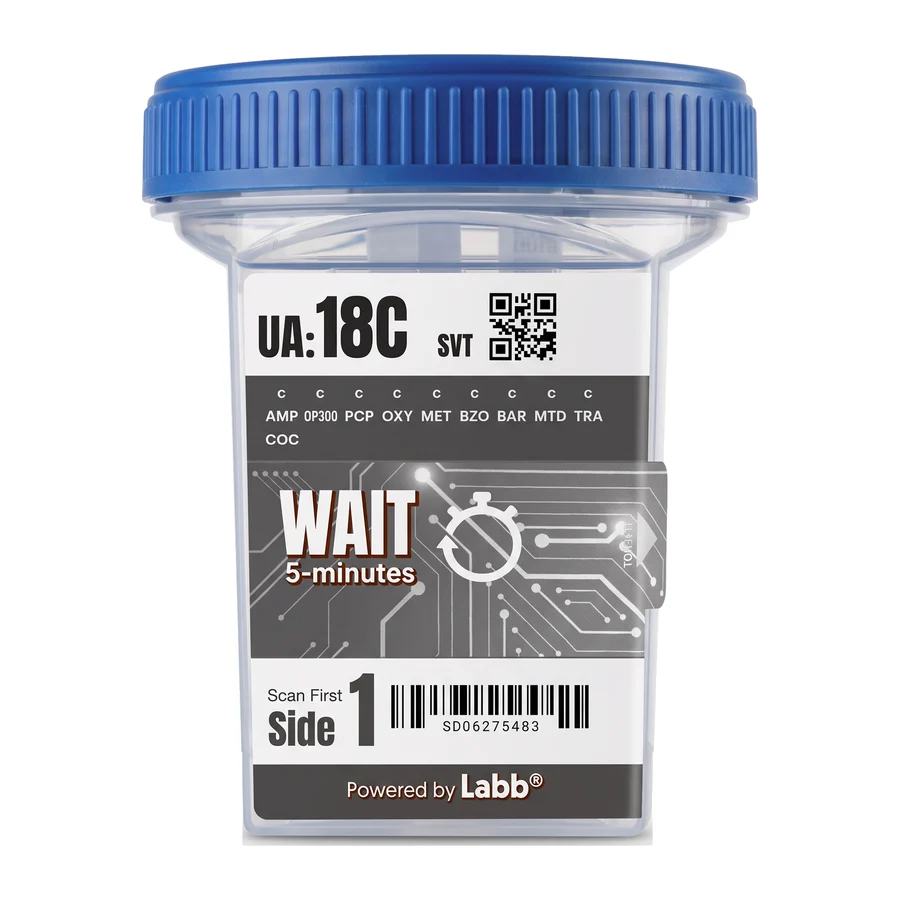 UA:18C SVT
C C C C C C C C C
AMP OP300 PCP OXY MET BZO BAR MTD TRA
COC
WAIT
5-minutes
Scan First
Side 1
SD06275483
Powered by Labb®